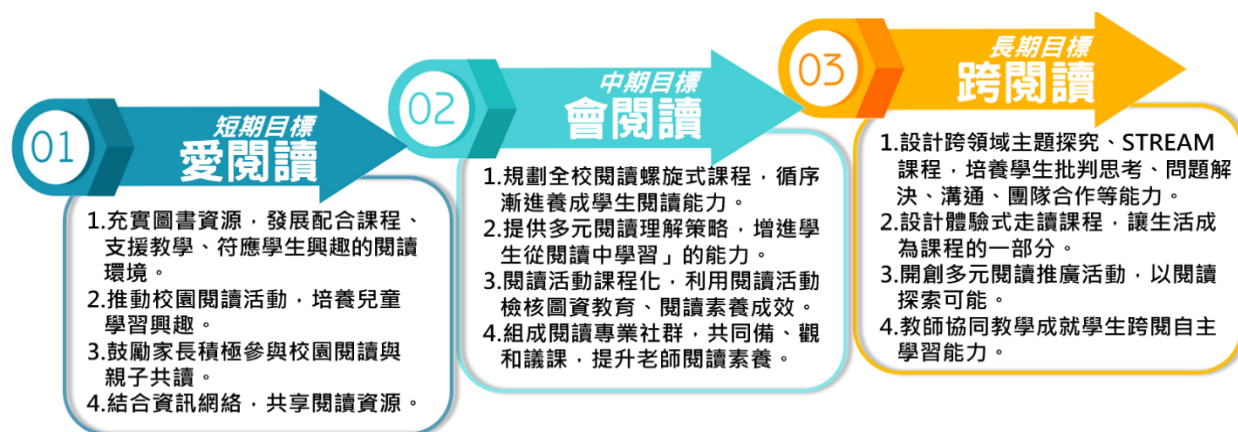 01
短期目標
愛閱讀
1.充實圖書資源，發展配合課程、
支援教學、符應學生興趣的閱讀
環境。
2.推動校園閱讀活動，培養兒童
學習興趣。
3.鼓勵家長積極參與校園閱讀與
親子共讀。
4.結合資訊網絡，共享閱讀資源。
02
中期目標
會閱讀
1.規劃全校閱讀螺旋式課程，循序
漸進養成學生閱讀能力。
2.提供多元閱讀理解策略，增進學
生從閱讀中學習」的能力。
3.閱讀活動課程化，利用閱讀活動
檢核圖資教育、閱讀素養成效。
4.組成閱讀專業社群，共同備、觀
和議課，提升老師閱讀素養。
03
長期目標
跨閱讀
1.設計跨領域主題探究、STREAM
課程，培養學生批判思考、問題解
決、溝通、團隊合作等能力。
2.設計體驗式走讀課程，讓生活成
為課程的一部分。
3.開創多元閱讀推廣活動，以閱讀
探索可能。
4.教師協同教學成就學生跨閱自主
學習能力。